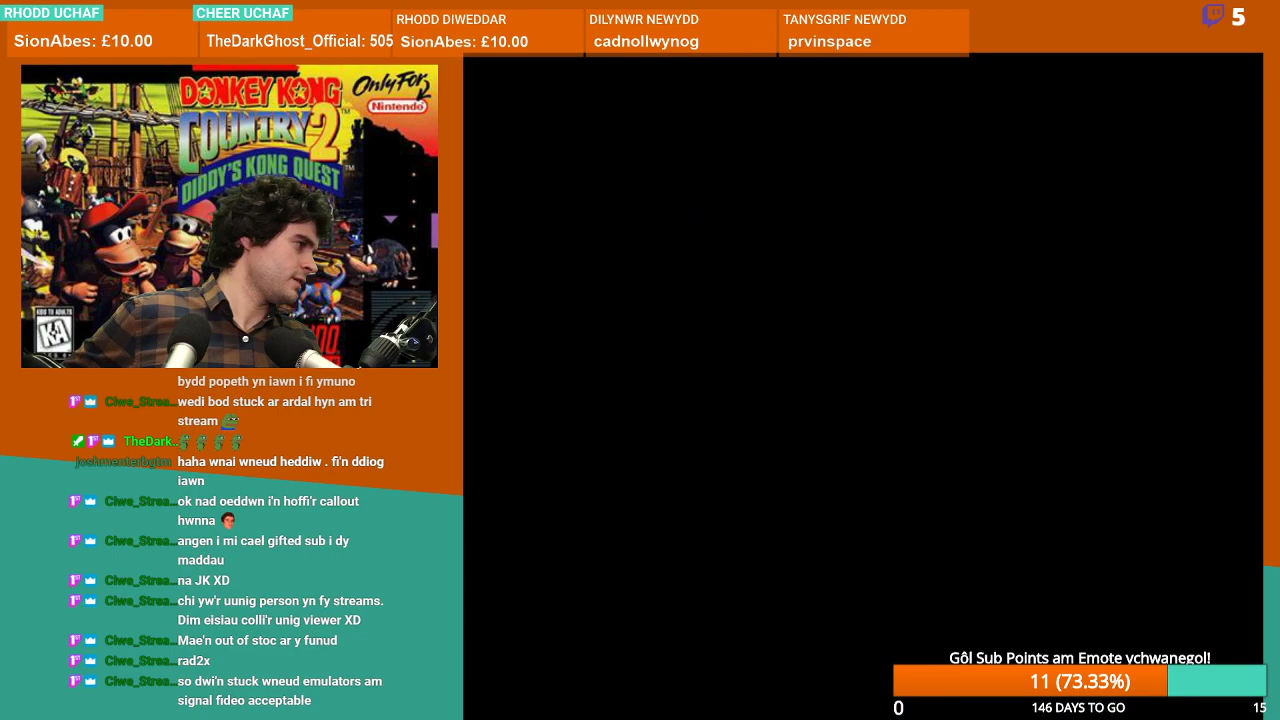 RHODD UCHAF
SionAbes: £10.00
CHEER UCHAF
TheDarkGhost_Official: 505
RHODD DIWEDDAR
SionAbes: £10.00
DILYNWR NEWYDD
cadnollwynog
TANYSGRIF NEWYDD
prvinspace
5
DONKEY KONG
COUNTRY 2
TM
DIDDY'S KONG QUEST
Only For
Nintendo
KIDS TO ADULTS
KA
bydd popeth yn iawn i fi ymuno
Clwe_Strea... wedi bod stuck ar ardal hyn am tri
stream
TheDark...
joshmenterbgtm haha wnai wneud heddiw . fi'n ddiog
iawn
Clwe_Strea... ok nad oeddwn i'n hoffi'r callout
hwnna
Clwe_Strea... angen i mi cael gifted sub i dy
maddau
Clwe_Strea... na JK XD
Clwe_Strea... chi yw'r uunig person yn fy streams.
Dim eisiau colli'r unig viewer XD
Clwe_Strea... Mae'n out of stoc ar y funud
Clwe_Strea... rad2x
Clwe_Strea... so dwi'n stuck wneud emulators am
signal fideo acceptable
Gôl Sub Points am Emote ychwanegol!
11 (73.33%)
0
146 DAYS TO GO
15